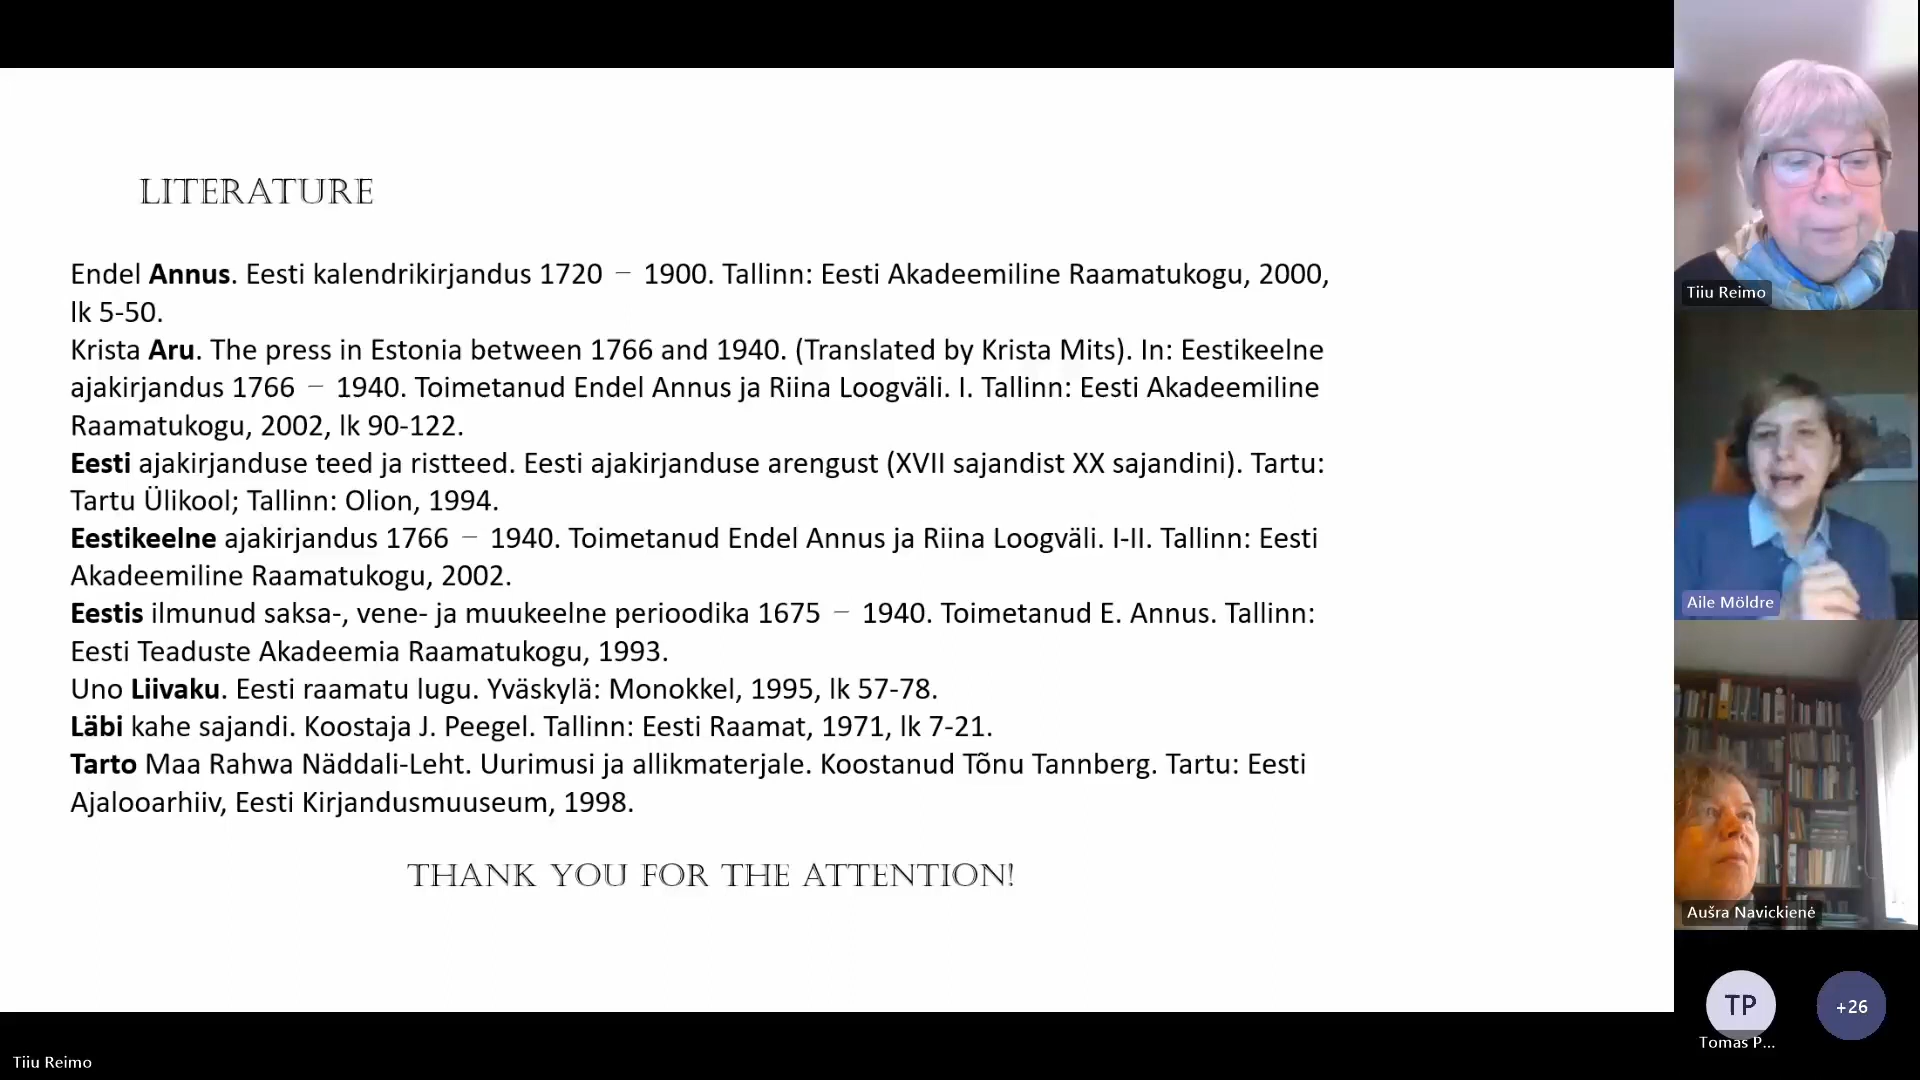 LITERATURE
Endel Annus. Eesti kalendrikirjandus 1720 – 1900. Tallinn: Eesti Akadeemiline Raamatukogu, 2000,
lk 5-50.
Krista Aru. The press in Estonia between 1766 and 1940. (Translated by Krista Mits). In: Eestikeelne
ajakirjandus 1766 – 1940. Toimetanud Endel Annus ja Riina Loogväli. I. Tallinn: Eesti Akadeemiline
Raamatukogu, 2002, lk 90-122.
Eesti ajakirjanduse teed ja ristteed. Eesti ajakirjanduse arengust (XVII sajandist XX sajandini). Tartu:
Tartu Ülikool; Tallinn: Olion, 1994.
Eestikeelne ajakirjandus 1766 – 1940. Toimetanud Endel Annus ja Riina Loogväli. I-II. Tallinn: Eesti
Akadeemiline Raamatukogu, 2002.
Eestis ilmunud saksa-, vene- ja muukeelne perioodika 1675 – 1940. Toimetanud E. Annus. Tallinn:
Eesti Teaduste Akadeemia Raamatukogu, 1993.
Uno Liivaku. Eesti raamatu lugu. Yväskylä: Monokkel, 1995, lk 57-78.
Läbi kahe sajandi. Koostaja J. Peegel. Tallinn: Eesti Raamat, 1971, lk 7-21.
Tarto Maa Rahwa Näddali-Leht. Uurimusi ja allikmaterjale. Koostanud Tõnu Tannberg. Tartu: Eesti
Ajalooarhiiv, Eesti Kirjandusmuuseum, 1998.
THANK YOU FOR THE ATTENTION!
Tiiu Reimo
Tiiu Reimo
Aile Möldre
Aušra Navickienė
TP
+26
Tomas P...